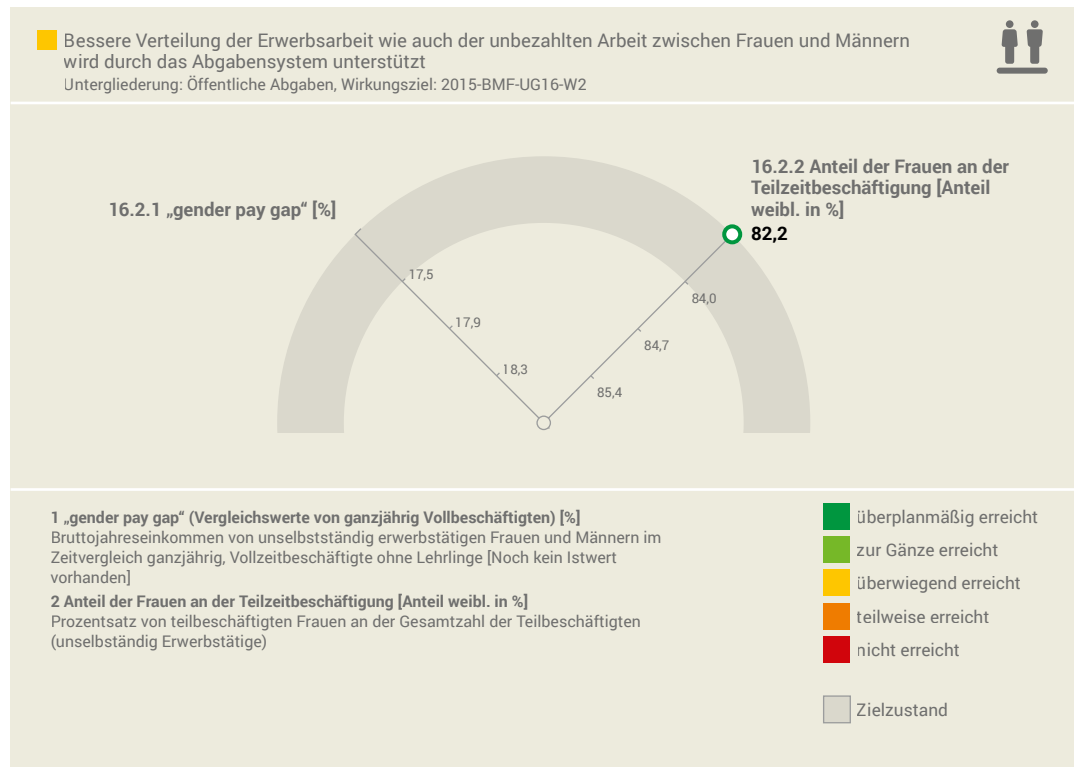 Bessere Verteilung der Erwerbsarbeit wie auch der unbezahlten Arbeit zwischen Frauen und Männern
wird durch das Abgabensystem unterstützt
Untergliederung: Öffentliche Abgaben, Wirkungsziel: 2015-BMF-UG16-W2
16.2.1 „gender pay gap“ [%]
16.2.2 Anteil der Frauen an der
Teilzeitbeschäftigung [Anteil
weibl. in %]
82,2
17,5
17,9
18,3
84,0
84,7
85,4
1 „gender pay gap“ (Vergleichswerte von ganzjährig Vollbeschäftigten) [%]
Bruttojahreseinkommen von unselbstständig erwerbstätigen Frauen und Männern im
Zeitvergleich ganzjährig, Vollzeitbeschäftigte ohne Lehrlinge [Noch kein Istwert
vorhanden]
2 Anteil der Frauen an der Teilzeitbeschäftigung [Anteil weibl. in %]
Prozentsatz von teilbeschäftigten Frauen an der Gesamtzahl der Teilbeschäftigten
(unselbständig Erwerbstätige)
überplanmäßig erreicht
zur Gänze erreicht
überwiegend erreicht
teilweise erreicht
nicht erreicht
Zielzustand